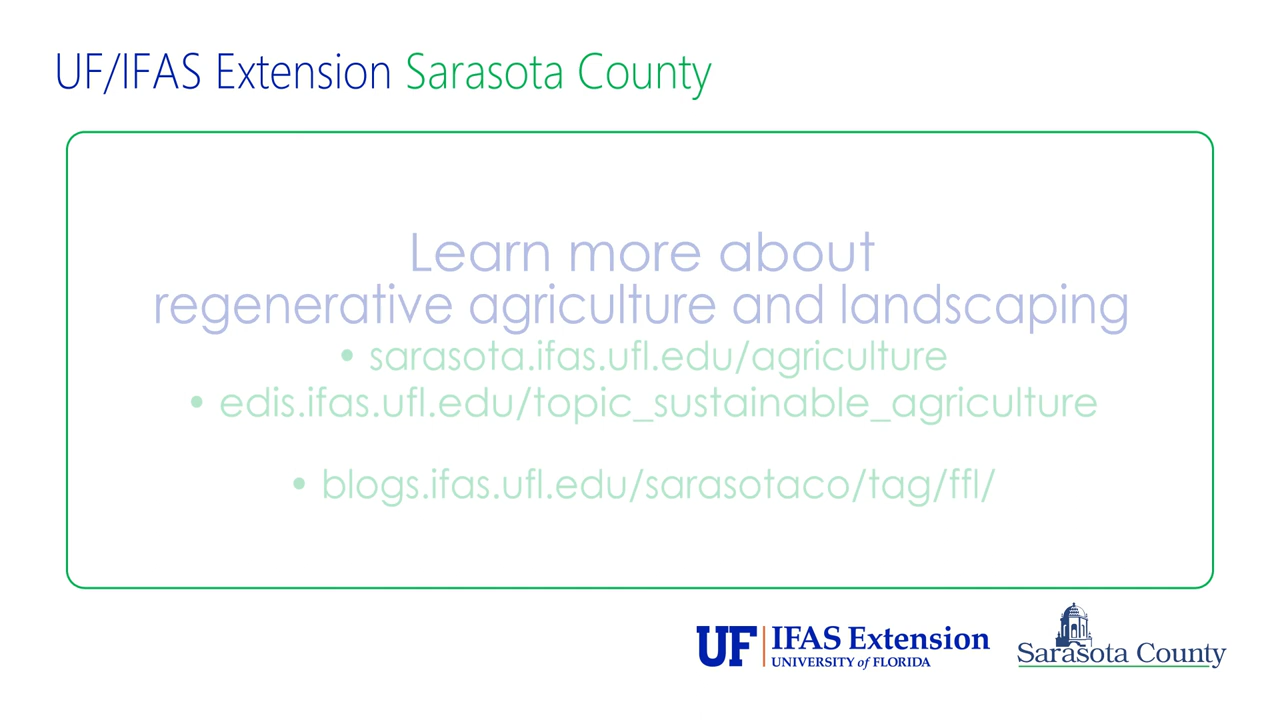 UF/IFAS Extension Sarasota County
Learn more about
regenerative agriculture and landscaping
• sarasota.ifas.ufl.edu/agriculture
• edis.ifas.ufl.edu/topic_sustainable_agriculture
• blogs.ifas.ufl.edu/sarasotaco/tag/ffl/
UF IFAS Extension
UNIVERSITY of FLORIDA
Sarasota County